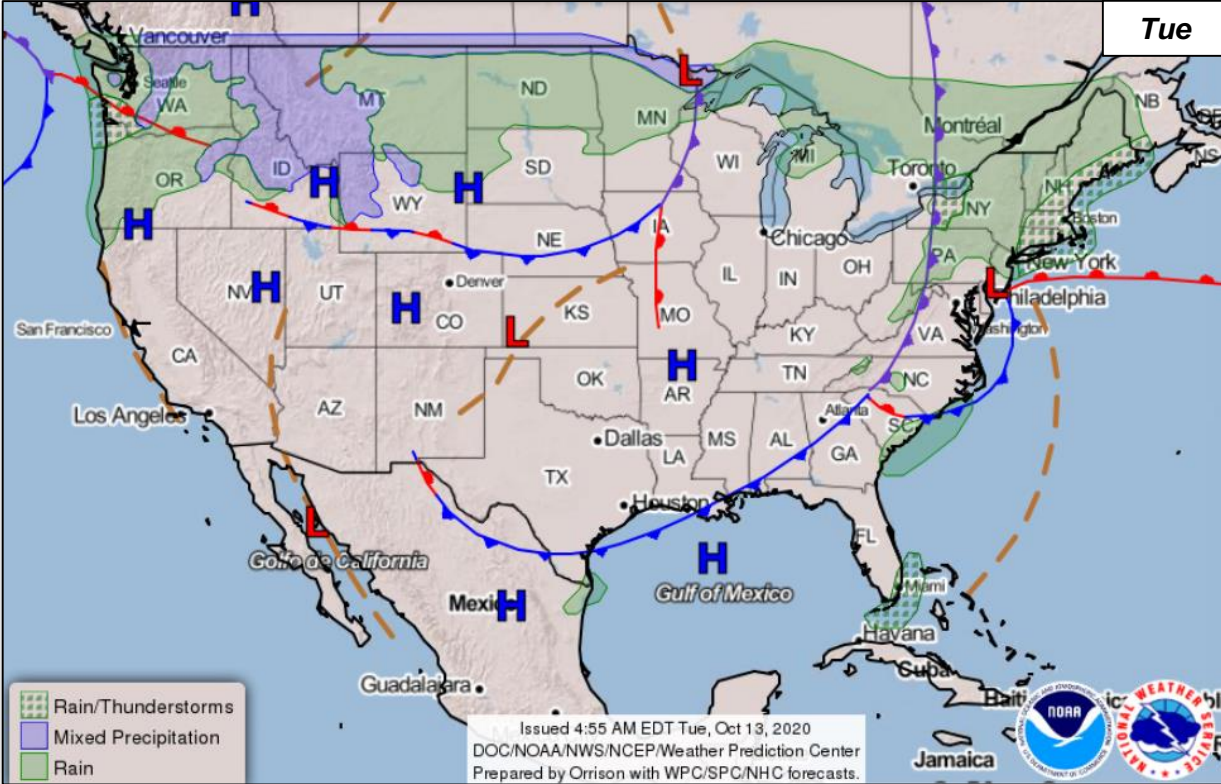 Tue
H
Vancouver
Seattle
WA
MT
ND
L
MN
Montréal
NB
NS
OR
ID
H
H
WY
SD
WI
MI
Toronto
NY
NH
Boston
H
NE
IA
Chicago
PA
New York
NV
H
UT
Denver
H
CO
KS
IL
IN
OH
L
Philadelphia
San Francisco
CA
L
MO
KY
VA
Washington
H
OK
AR
TN
NC
Los Angeles
AZ
NM
Dallas
MS
AL
Atlanta
SC
GA
LA
TX
Houston
L
Golfo de California
FL
H
Gulf of Mexico
Miami
Mexico
H
Havana
Guadalajara
Cuba
Haiti
Jamaica
Rain/Thunderstorms
Mixed Precipitation
Rain
Issued 4:55 AM EDT Tue, Oct 13, 2020
DOC/NOAA/NWS/NCEP/Weather Prediction Center
Prepared by Orrison with WPC/SPC/NHC forecasts.
NOAA
NATIONAL WEATHER SERVICE